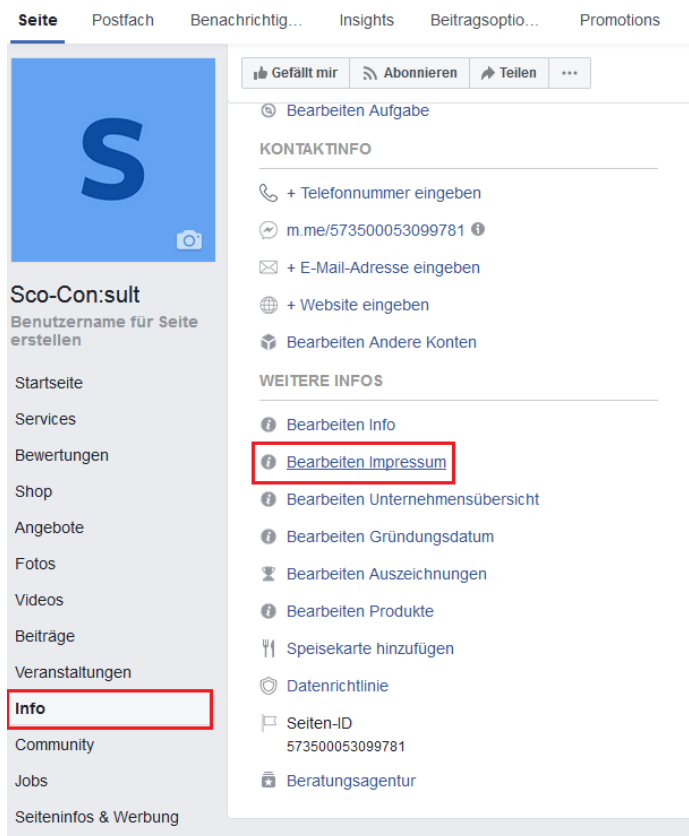 Seite Postfach Benachrichtig... Insights Beitragsoptio... Promotions
S
Sco-Con:sult
Benutzername für Seite
erstellen
Startseite
Services
Bewertungen
Shop
Angebote
Fotos
Videos
Beiträge
Veranstaltungen
Info
Community
Jobs
Seiteninfos & Werbung
Gefällt mir Abonnieren Teilen ...
Bearbeiten Aufgabe
KONTAKTINFO
+ Telefonnummer eingeben
m.me/573500053099781
+ E-Mail-Adresse eingeben
+ Website eingeben
Bearbeiten Andere Konten
WEITERE INFOS
Bearbeiten Info
Bearbeiten Impressum
Bearbeiten Unternehmensübersicht
Bearbeiten Gründungsdatum
Bearbeiten Auszeichnungen
Bearbeiten Produkte
Speisekarte hinzufügen
Datenrichtlinie
Seiten-ID
573500053099781
Beratungsagentur